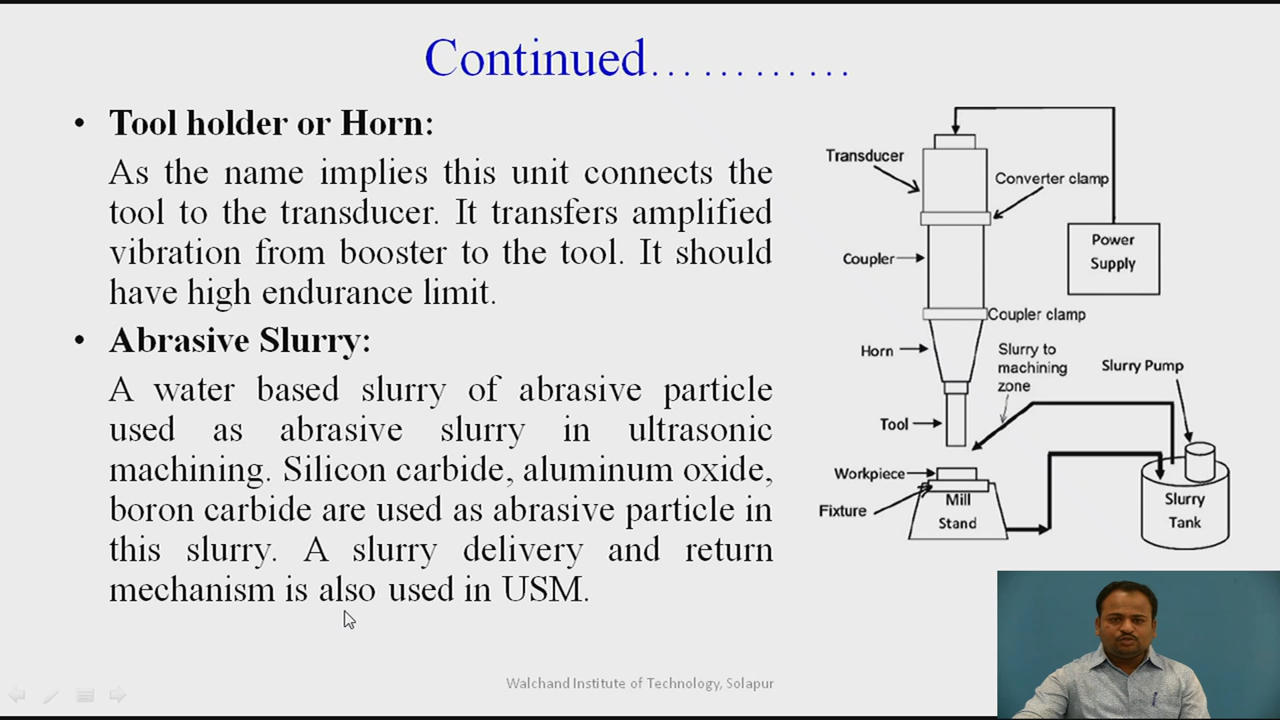 Continued…………
• Tool holder or Horn:
As the name implies this unit connects the
tool to the transducer. It transfers amplified
vibration from booster to the tool. It should
have high endurance limit.
• Abrasive Slurry:
A water based slurry of abrasive particle
used as abrasive slurry in ultrasonic
machining. Silicon carbide, aluminum oxide,
boron carbide are used as abrasive particle in
this slurry. A slurry delivery and return
mechanism is also used in USM.
Transducer
Converter clamp
Power
Supply
Coupler
Coupler clamp
Horn
Slurry to
machining
zone
Slurry Pump
Tool
Workpiece
Fixture
Mill
Stand
Slurry
Tank
Walchand Institute of Technology, Solapur